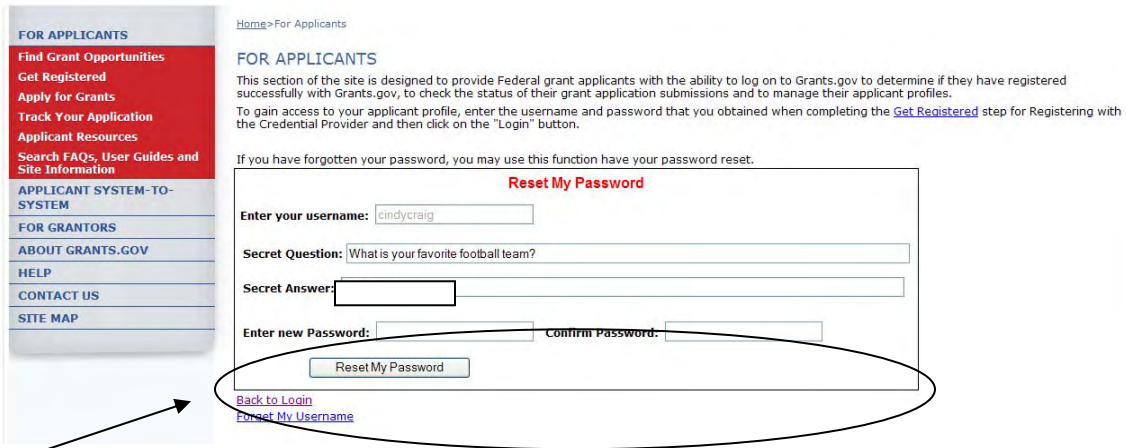 FOR APPLICANTS
Find Grant Opportunities
Get Registered
Apply for Grants
Track Your Application
Applicant Resources
Search FAQs, User Guides and
Site Information
APPLICANT SYSTEM-TO-
SYSTEM
FOR GRANTORS
ABOUT GRANTS.GOV
HELP
CONTACT US
SITE MAP
Home>For Applicants
FOR APPLICANTS
This section of the site is designed to provide Federal grant applicants with the ability to log on to Grants.gov to determine if they have registered
successfully with Grants.gov, to check the status of their grant application submissions and to manage their applicant profiles.
To gain access to your applicant profile, enter the username and password that you obtained when completing the Get Registered step for Registering with
the Credential Provider and then click on the "Login" button.
If you have forgotten your password, you may use this function have your password reset.
Reset My Password
Enter your username: cindycraig
Secret Question: What is your favorite football team?
Secret Answer:
Enter new Password: Confirm Password:
Reset My Password
Back to Login
Forget My Username